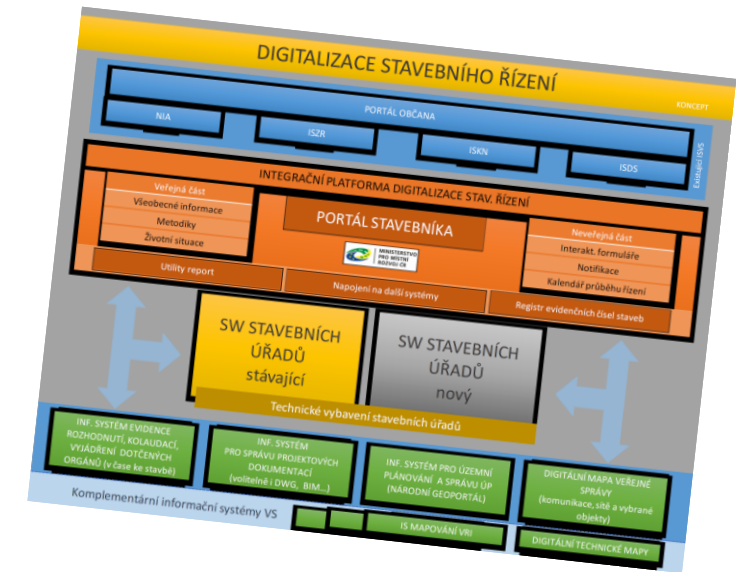 DIGITALIZACE STAVEBNÍHO ŘÍZENÍ
KONCEPT
PORTÁL OBČANA
NIA
ISZR
ISKN
ISDS
Existující ISVS
INTEGRAČNÍ PLATFORMA DIGITALIZACE STAV. ŘÍZENÍ
Veřejná část
Všeobecné informace
Metodiky
Životní situace
PORTÁL STAVEBNÍKA
MINISTERSTVO
PRO MÍSTNÍ
ROZVOJ ČR
Neveřejná část
Interakt. formuláře
Notifikace
Kalendář průběhu řízení
Utility report
Napojení na další systémy
Registr evidenčních čísel staveb
SW STAVEBNÍCH
ÚŘADŮ
stávající
SW STAVEBNÍCH
ÚŘADŮ
nový
Technické vybavení stavebních úřadů
INF. SYSTÉM EVIDENCE
ROZHODNUTÍ, KOLAUDACÍ,
VYJÁDŘENÍ DOTČENÝCH
ORGÁNŮ (v čase ke stavbě)
INF. SYSTÉM
PRO SPRÁVU PROJEKTOVÝCH
DOKUMENTACÍ
(volitelně i DWG, BIM...)
INF. SYSTÉM PRO ÚZEMNÍ
PLÁNOVÁNÍ A SPRÁVU ÚP
(NÁRODNÍ GEOPORTÁL)
DIGITÁLNÍ MAPA VEŘEJNÉ
SPRÁVY
(komunikace, sítě a vybrané
objekty)
Komplementární informační systémy VS
IS MAPOVÁNÍ VRI
DIGITÁLNÍ TECHNICKÉ MAPY